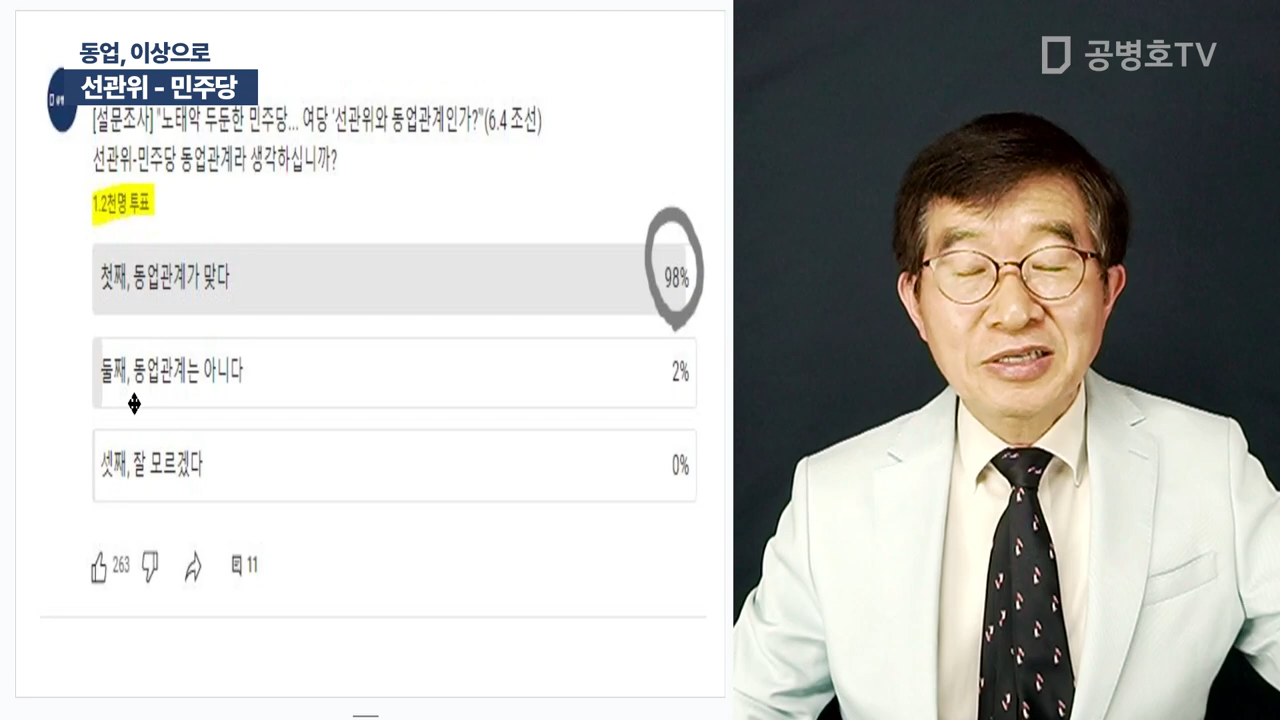 동업, 이상으로
선관위 - 민주당
공병호TV
[설문조사] "노태악 두둔한 민주당... 여당 '선관위와 동업관계인가?"(6.4 조선)
선관위-민주당 동업관계라 생각하십니까?
1.2천명 투표
첫째, 동업관계가 맞다 98%
둘째, 동업관계는 아니다 2%
셋째, 잘 모르겠다 0%
263 11